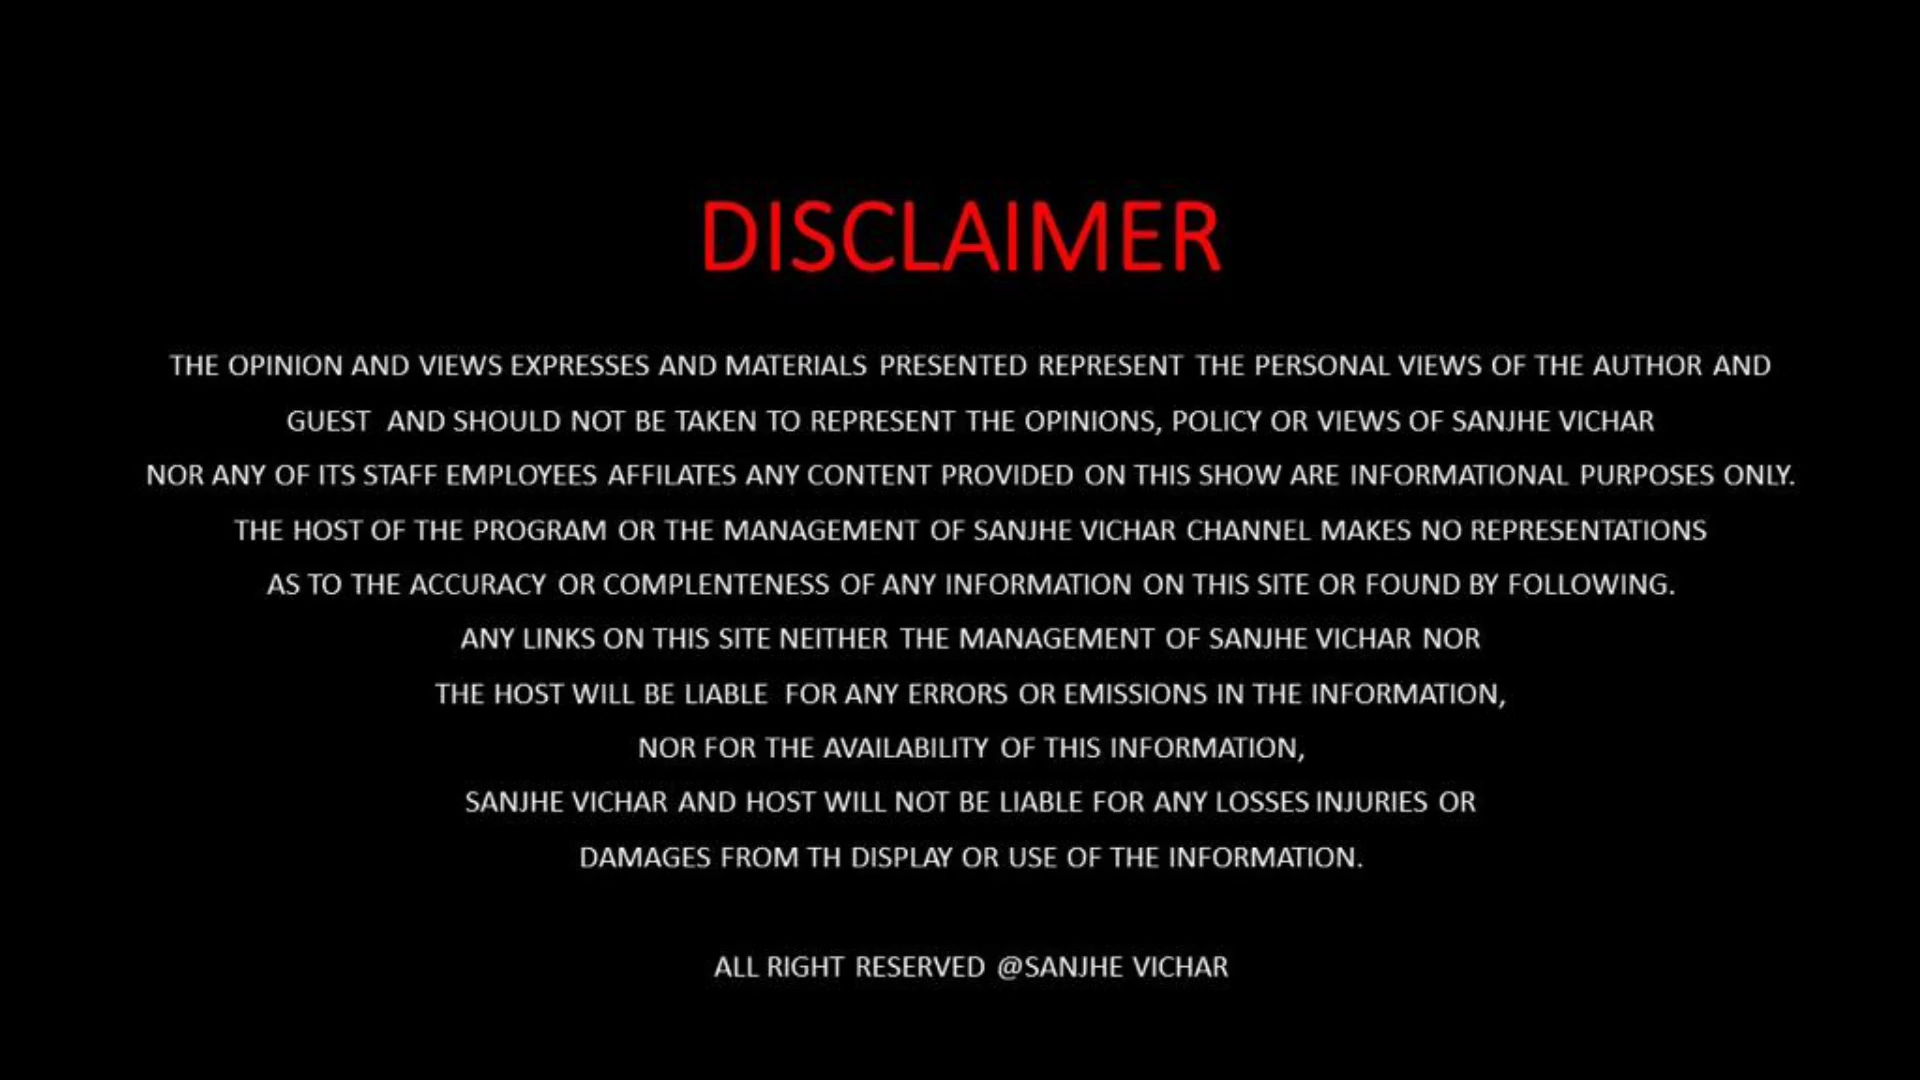 DISCLAIMER
THE OPINION AND VIEWS EXPRESSES AND MATERIALS PRESENTED REPRESENT THE PERSONAL VIEWS OF THE AUTHOR AND
GUEST AND SHOULD NOT BE TAKEN TO REPRESENT THE OPINIONS, POLICY OR VIEWS OF SANJHE VICHAR
NOR ANY OF ITS STAFF EMPLOYEES AFFILATES ANY CONTENT PROVIDED ON THIS SHOW ARE INFORMATIONAL PURPOSES ONLY.
THE HOST OF THE PROGRAM OR THE MANAGEMENT OF SANJHE VICHAR CHANNEL MAKES NO REPRESENTATIONS
AS TO THE ACCURACY OR COMPLENTENESS OF ANY INFORMATION ON THIS SITE OR FOUND BY FOLLOWING.
ANY LINKS ON THIS SITE NEITHER THE MANAGEMENT OF SANJHE VICHAR NOR
THE HOST WILL BE LIABLE FOR ANY ERRORS OR EMISSIONS IN THE INFORMATION,
NOR FOR THE AVAILABILITY OF THIS INFORMATION,
SANJHE VICHAR AND HOST WILL NOT BE LIABLE FOR ANY LOSSES INJURIES OR
DAMAGES FROM TH DISPLAY OR USE OF THE INFORMATION.
ALL RIGHT RESERVED @SANJHE VICHAR